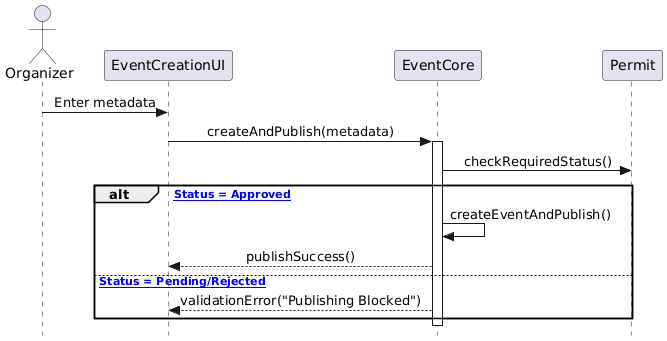 Organizer
EventCreationUI
EventCore
Permit
Enter metadata
createAndPublish(metadata)
checkRequiredStatus()
alt
Status = Approved
createEventAndPublish()
publishSuccess()
Status = Pending/Rejected
validationError("Publishing Blocked")